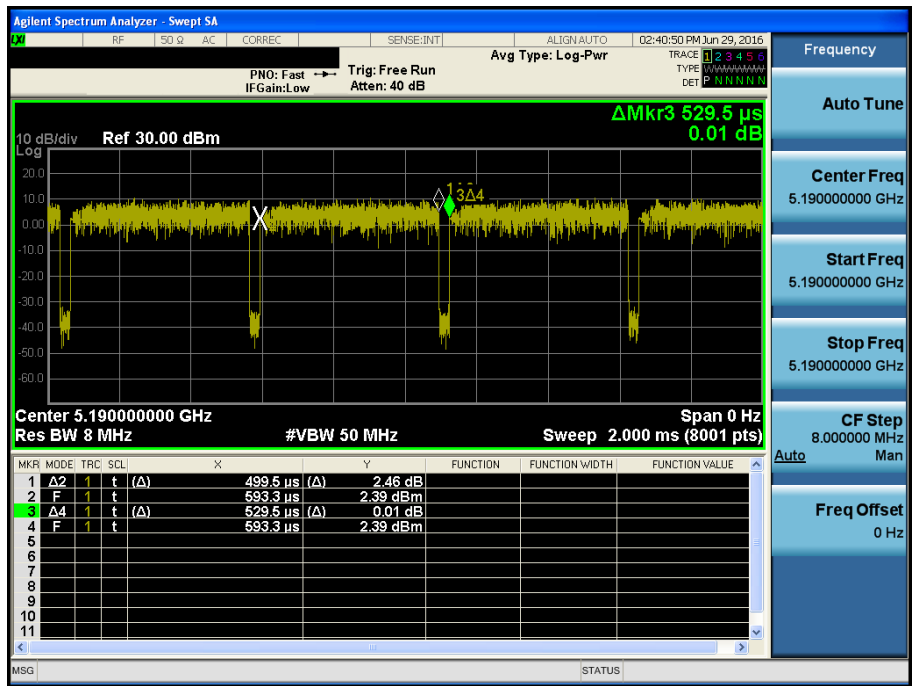 Agilent Spectrum Analyzer - Swept SA
LXI RF 50 Ω AC CORREC SENSE:INT ALIGN AUTO 02:40:50 PM Jun 29, 2016
Frequency
PNO: Fast Trig: Free Run Avg Type: Log-Pwr TRACE 1 2 3 4 5 6
IFGain:Low Atten: 40 dB TYPE WWWWWW
DET P N N N N N
Auto Tune
ΔMkr3 529.5 µs
0.01 dB
10 dB/div Ref 30.00 dBm
Log
20.0
10.0
0.00
-10.0
-20.0
-30.0
-40.0
-50.0
-60.0
1
3Δ4
X
Center Freq
5.190000000 GHz
Start Freq
5.190000000 GHz
Stop Freq
5.190000000 GHz
Center 5.190000000 GHz Span 0 Hz
Res BW 8 MHz #VBW 50 MHz Sweep 2.000 ms (8001 pts)
CF Step
8.000000 MHz
Auto Man
Freq Offset
0 Hz
MKR MODE TRC SCL X Y FUNCTION FUNCTION WIDTH FUNCTION VALUE
1 Δ2 1 t (Δ) 499.5 µs (Δ) 2.46 dB
2 F 1 t 593.3 µs 2.39 dBm
3 Δ4 1 t (Δ) 529.5 µs (Δ) 0.01 dB
4 F 1 t 593.3 µs 2.39 dBm
5
6
7
8
9
10
11
MSG STATUS